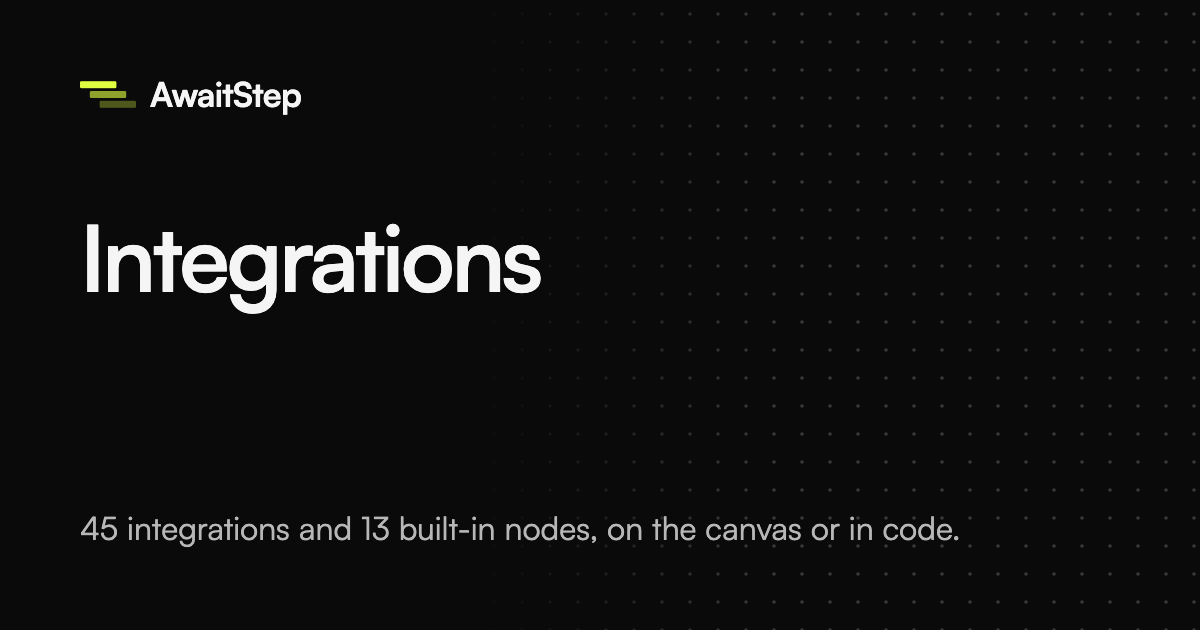 AwaitStep
Integrations
45 integrations and 13 built-in nodes, on the canvas or in code.